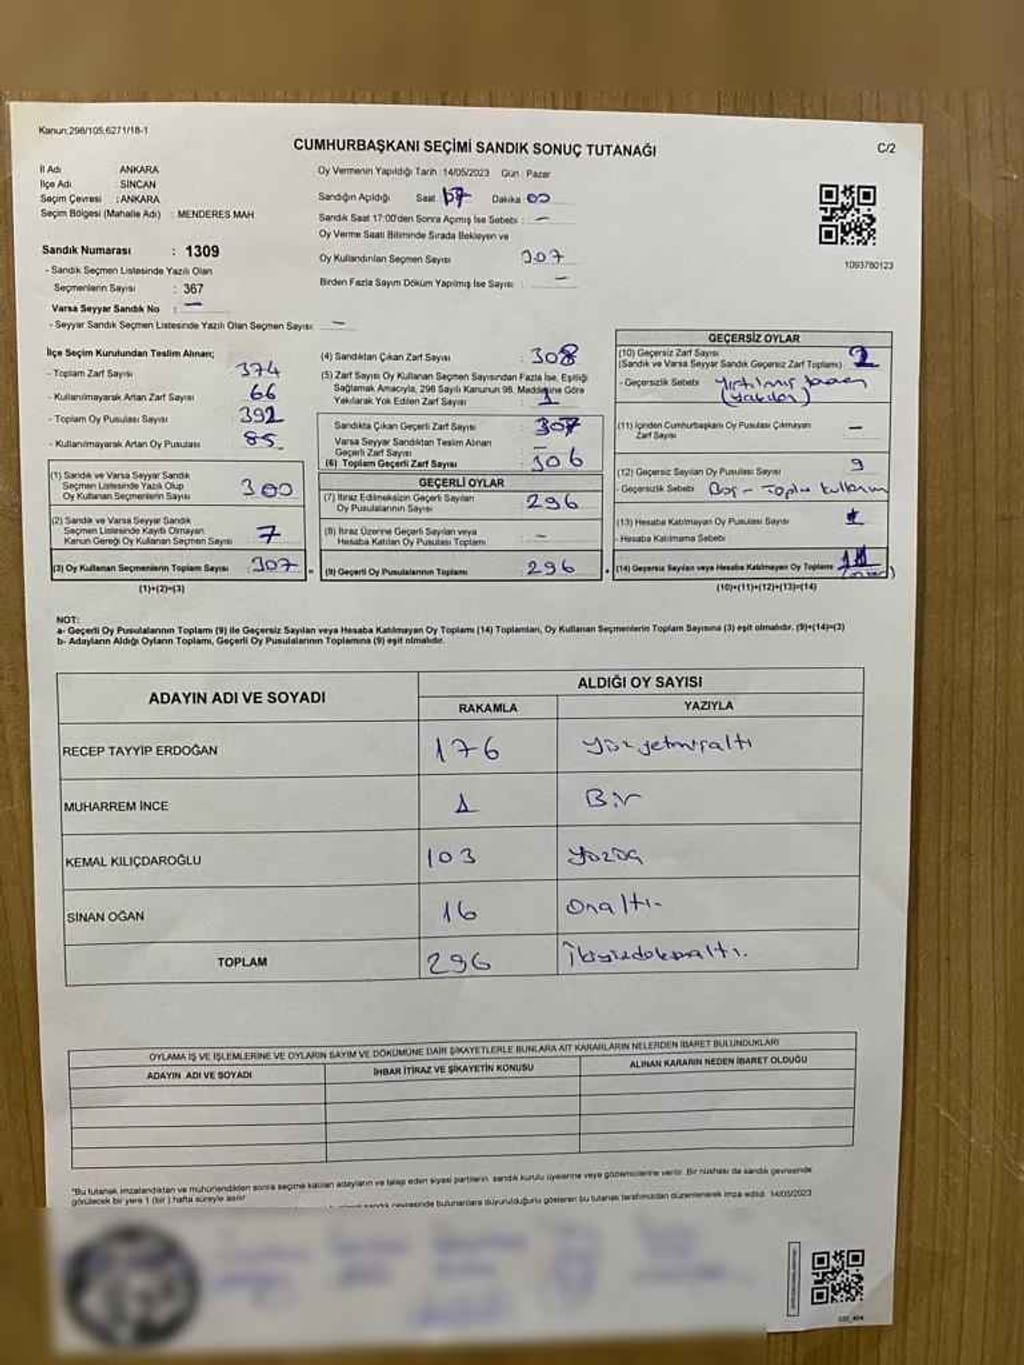 Kanun:298/105,6271/18-1
CUMHURBAŞKANI SEÇİMİ SANDIK SONUÇ TUTANAĞI
C/2
İl Adı ANKARA
İlçe Adı SİNCAN
Seçim Çevresi : ANKARA
Seçim Bölgesi (Mahalle Adı) : MENDERES MAH
Sandık Numarası : 1309
- Sandık Seçmen Listesinde Yazılı Olan
Seçmenlerin Sayısı : 367
Varsa Seyyar Sandık No : —
- Seyyar Sandık Seçmen Listesinde Yazılı Olan Seçmen Sayısı: —
Oy Vermenin Yapıldığı Tarih :14/05/2023 Gün : Pazar
Sandığın Açıldığı Saat Dakika 00
Sandık Saat 17:00'den Sonra Açımış İse Sebebi : —
Oy Verme Saati Bitiminde Sırada Bekleyen ve
Oy Kullandırılan Seçmen Sayısı : 307
Birden Fazla Sayım Döküm Yapılmış İse Sayısı : —
1093780123
İlçe Seçim Kurulundan Teslim Alınan;
- Toplam Zarf Sayısı 374
- Kullanılmayarak Artan Zarf Sayısı 66
- Toplam Oy Pusulası Sayısı 392
- Kullanılmayarak Artan Oy Pusulası 85
(1) Sandık ve Varsa Seyyar Sandık
Seçmen Listesinde Yazılı Olup
Oy Kullanan Seçmenlerin Sayısı 300
(2) Sandık ve Varsa Seyyar Sandık
Seçmen Listesinde Kayıtlı Olmayan
Kanun Gereği Oy Kullanan Seçmen Sayısı 7
(3) Oy Kullanan Seçmenlerin Toplam Sayısı 307
(1)+(2)=(3)
(4) Sandıktan Çıkan Zarf Sayısı : 308
(5) Zarf Sayısı Oy Kullanan Seçmen Sayısından Fazla İse, Eşitliği
Sağlamak Amacıyla, 298 Sayılı Kanunun 98. Maddesine Göre
Yakılarak Yok Edilen Zarf Sayısı : 1
Sandıkta Çıkan Geçerli Zarf Sayısı : 307
Varsa Seyyar Sandıktan Teslim Alınan
Geçerli Zarf Sayısı —
(6) Toplam Geçerli Zarf Sayısı 306
GEÇERLİ OYLAR
(7) İtiraz Edilmeksizin Geçerli Sayılan
Oy Pusulalarının Sayısı 296
(8) İtiraz Üzerine Geçerli Sayılan veya
Hesaba Katılan Oy Pusulası Toplamı —
(9) Geçerli Oy Pusulalarının Toplamı 296
GEÇERSİZ OYLAR
(10) Geçersiz Zarf Sayısı
(Sandık ve Varsa Seyyar Sandık Geçersiz Zarf Toplamı) :
- Geçersizlik Sebebi Yırtılmış
(11) İçinden Cumhurbaşkanı Oy Pusulası Çıkmayan
Zarf Sayısı —
(12) Geçersiz Sayılan Oy Pusulası Sayısı 9
- Geçersizlik Sebebi Boş - Toplu kullanım
(13) Hesaba Katılmayan Oy Pusulası Sayısı
- Hesaba Katılmama Sebebi
(14) Geçersiz Sayılan veya Hesaba Katılmayan Oy Toplamı
(10)+(11)+(12)+(13)=(14)
NOT:
a- Geçerli Oy Pusulalarının Toplamı (9) ile Geçersiz Sayılan veya Hesaba Katılmayan Oy Toplamı (14) Toplamları, Oy Kullanan Seçmenlerin Toplam Sayısına (3) eşit olmalıdır. (9)+(14)=(3)
b- Adayların Aldığı Oyların Toplamı, Geçerli Oy Pusulalarının Toplamına (9) eşit olmalıdır.
ADAYIN ADI VE SOYADI ALDIĞI OY SAYISI
RAKAMLA YAZIYLA
RECEP TAYYİP ERDOĞAN 176 Yüzyetmişaltı
MUHARREM İNCE 1 Bir
KEMAL KILIÇDAROĞLU 103 Yüzüç
SİNAN OĞAN 16 Onaltı
TOPLAM 296 İkiyüzdoksanaltı.
OYLAMA İŞ VE İŞLEMLERİNE VE OYLARIN SAYIM VE DÖKÜMÜNE DAİR ŞİKAYETLERLE BUNLARA AİT KARARLARIN NELERDEN İBARET BULUNDUKLARI
ADAYIN ADI VE SOYADI İHBAR İTİRAZ VE ŞİKAYETİN KONUSU ALINAN KARARIN NEDEN İBARET OLDUĞU
*Bu tutanak imzalandıktan ve mühürlendikten sonra seçime katılan adayların ve talep eden siyasi partilerin sandık kurulu üyelerine veya gözlemcilerine verilir. Bir nüshası da sandık çevresinde
görülecek bir yere 1 (bir) hafta süreyle asılır
sandık çevresinde bulunanlara duyurulduğunu gösteren bu tutanak tarafımızdan düzenlenerek imza edildi. 14/05/2023